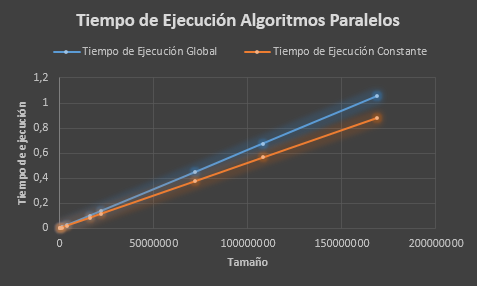 Tiempo de Ejecución Algoritmos Paralelos
Tiempo de Ejecución Global
Tiempo de Ejecución Constante
Tiempo de ejecución
1,2
1
0,8
0,6
0,4
0,2
0
0 50000000 100000000 150000000 200000000
Tamaño